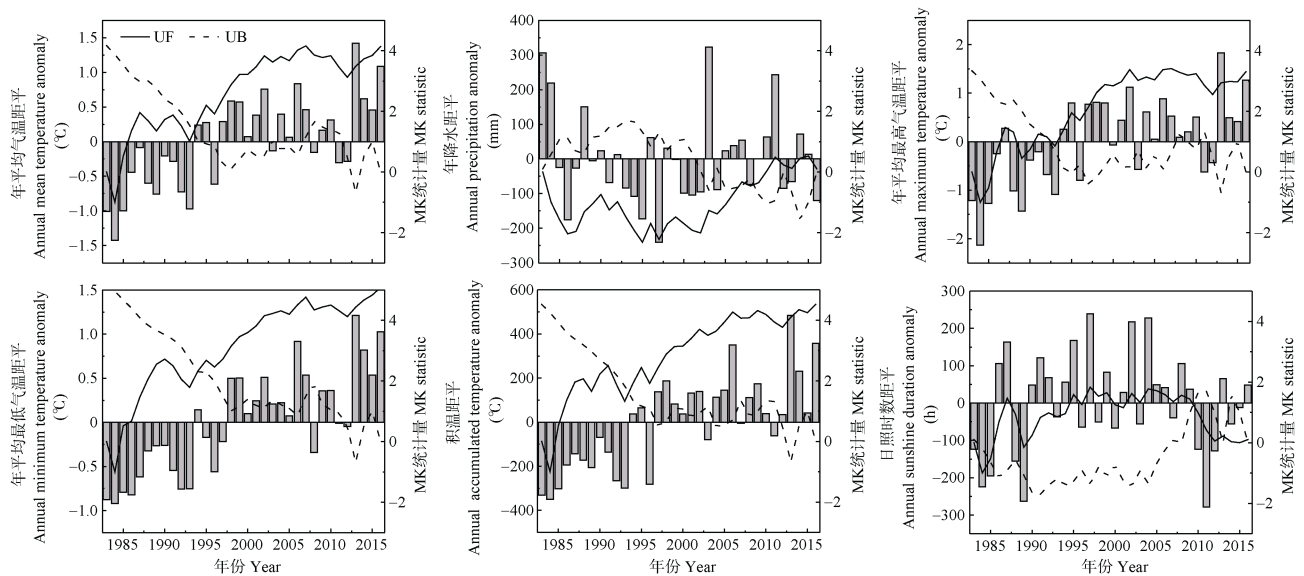 年平均气温距平
Annual mean temperature anomaly
(℃)
1.5
1.0
0.5
0
−0.5
−1.0
−1.5
UF
UB
4
2
0
−2
MK统计量 MK statistic
年降水距平
Annual precipitation anomaly
(mm)
400
300
200
100
0
−100
−200
−300
4
2
0
−2
MK统计量 MK statistic
年平均最高气温距平
Annual maximum temperature anomaly
(℃)
2
1
0
−1
−2
4
2
0
−2
MK统计量 MK statistic
年平均最低气温距平
Annual minimum temperature anomaly
(℃)
1.5
1.0
0.5
0
−0.5
−1.0
4
2
0
−2
MK统计量 MK statistic
1985 1990 1995 2000 2005 2010 2015
年份 Year
积温距平
Annual accumulated temperature anomaly
(℃)
600
400
200
0
−200
−400
4
2
0
−2
MK统计量 MK statistic
1985 1990 1995 2000 2005 2010 2015
年份 Year
日照时数距平
Annual sunshine duration anomaly
(h)
300
200
100
0
−100
−200
−300
4
2
0
−2
MK统计量 MK statistic
1985 1990 1995 2000 2005 2010 2015
年份 Year